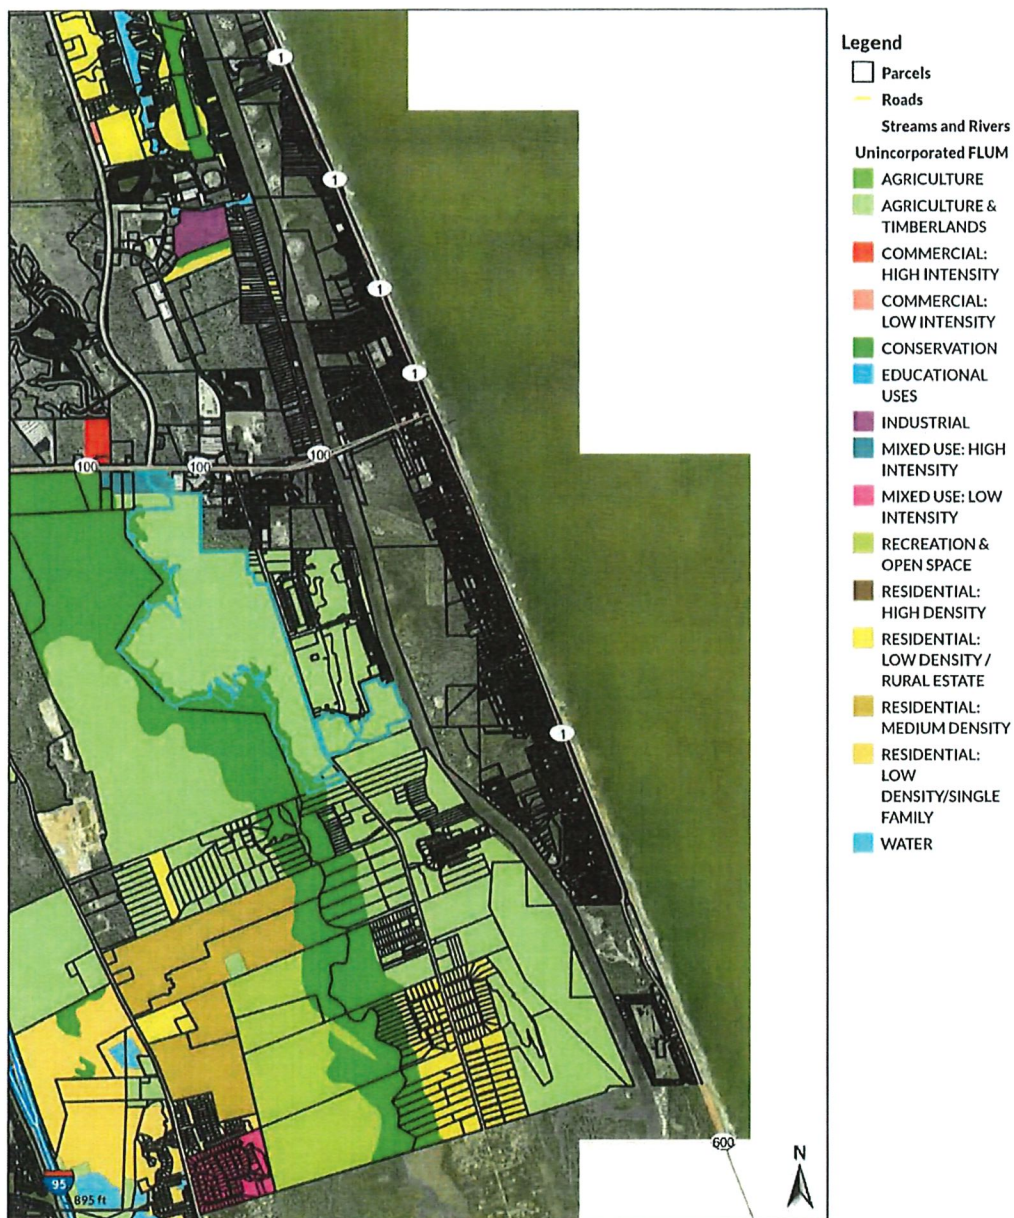 Legend
Parcels
Roads
Streams and Rivers
Unincorporated FLUM
AGRICULTURE
AGRICULTURE &
TIMBERLANDS
COMMERCIAL:
HIGH INTENSITY
COMMERCIAL:
LOW INTENSITY
CONSERVATION
EDUCATIONAL
USES
INDUSTRIAL
MIXED USE: HIGH
INTENSITY
MIXED USE: LOW
INTENSITY
RECREATION &
OPEN SPACE
RESIDENTIAL:
HIGH DENSITY
RESIDENTIAL:
LOW DENSITY /
RURAL ESTATE
RESIDENTIAL:
MEDIUM DENSITY
RESIDENTIAL:
LOW
DENSITY/SINGLE
FAMILY
WATER
1
1
1
1
100
100
100
1
600
N
95
895 ft